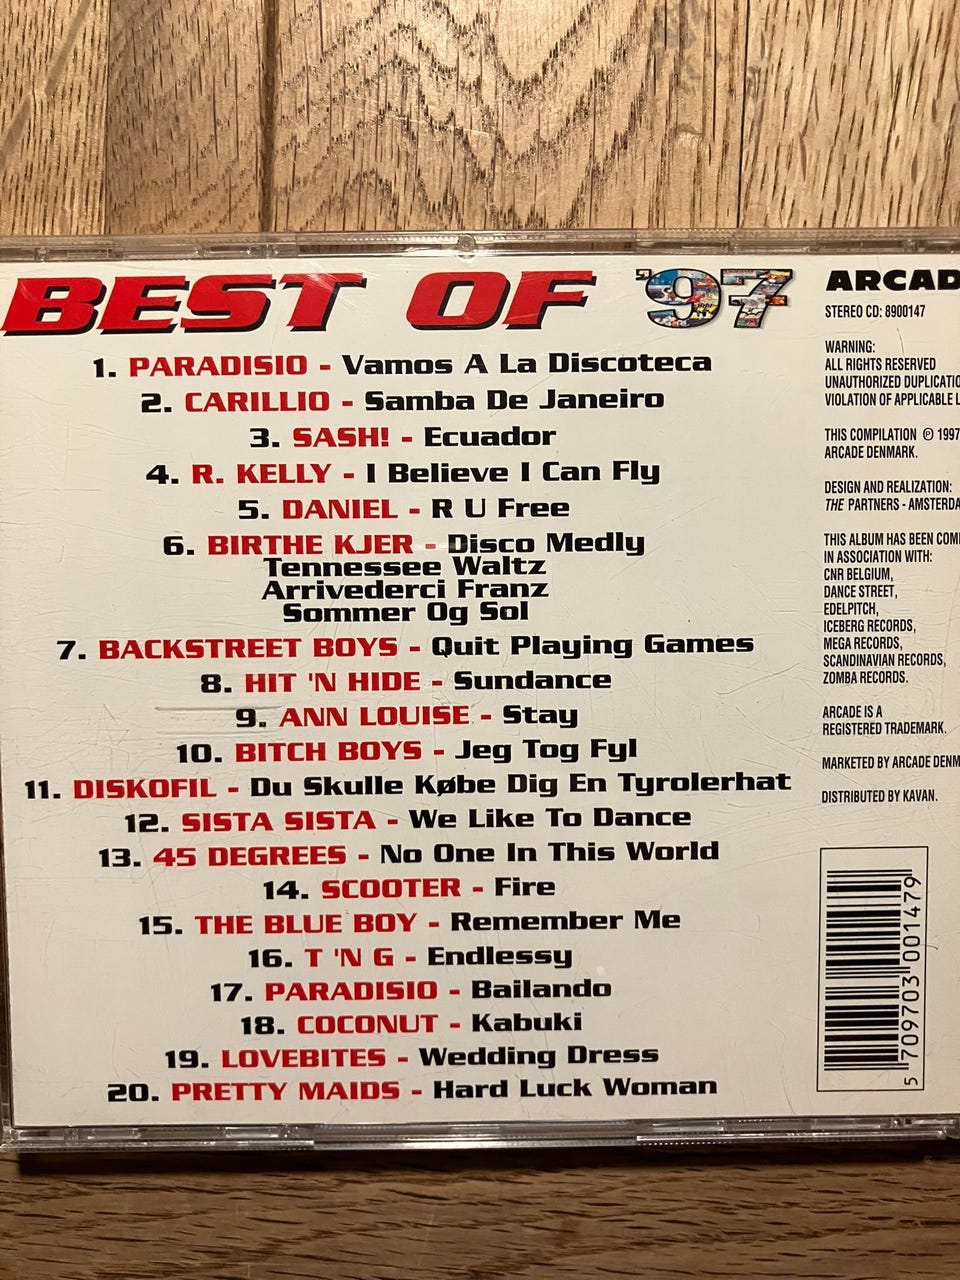 BEST OF '97
1. PARADISIO - Vamos A La Discoteca
2. CARILLIO - Samba De Janeiro
3. SASH! - Ecuador
4. R. KELLY - I Believe I Can Fly
5. DANIEL - R U Free
6. BIRTHE KJER - Disco Medly
Tennessee Waltz
Arrivederci Franz
Sommer Og Sol
7. BACKSTREET BOYS - Quit Playing Games
8. HIT 'N HIDE - Sundance
9. ANN LOUISE - Stay
10. BITCH BOYS - Jeg Tog Fyl
11. DISKOFIL - Du Skulle Købe Dig En Tyrolerhat
12. SISTA SISTA - We Like To Dance
13. 45 DEGREES - No One In This World
14. SCOOTER - Fire
15. THE BLUE BOY - Remember Me
16. T 'N G - Endlessy
17. PARADISIO - Bailando
18. COCONUT - Kabuki
19. LOVEBITES - Wedding Dress
20. PRETTY MAIDS - Hard Luck Woman
ARCAD
STEREO CD: 8900147
WARNING:
ALL RIGHTS RESERVED
UNAUTHORIZED DUPLICATIO
VIOLATION OF APPLICABLE L
THIS COMPILATION ℗ 1997
ARCADE DENMARK.
DESIGN AND REALIZATION:
THE PARTNERS - AMSTERDA
THIS ALBUM HAS BEEN COM
IN ASSOCIATION WITH:
CNR BELGIUM,
DANCE STREET,
EDELPITCH,
ICEBERG RECORDS,
MEGA RECORDS,
SCANDINAVIAN RECORDS,
ZOMBA RECORDS.
ARCADE IS A
REGISTERED TRADEMARK.
MARKETED BY ARCADE DENM
DISTRIBUTED BY KAVAN.
5 709703 001479